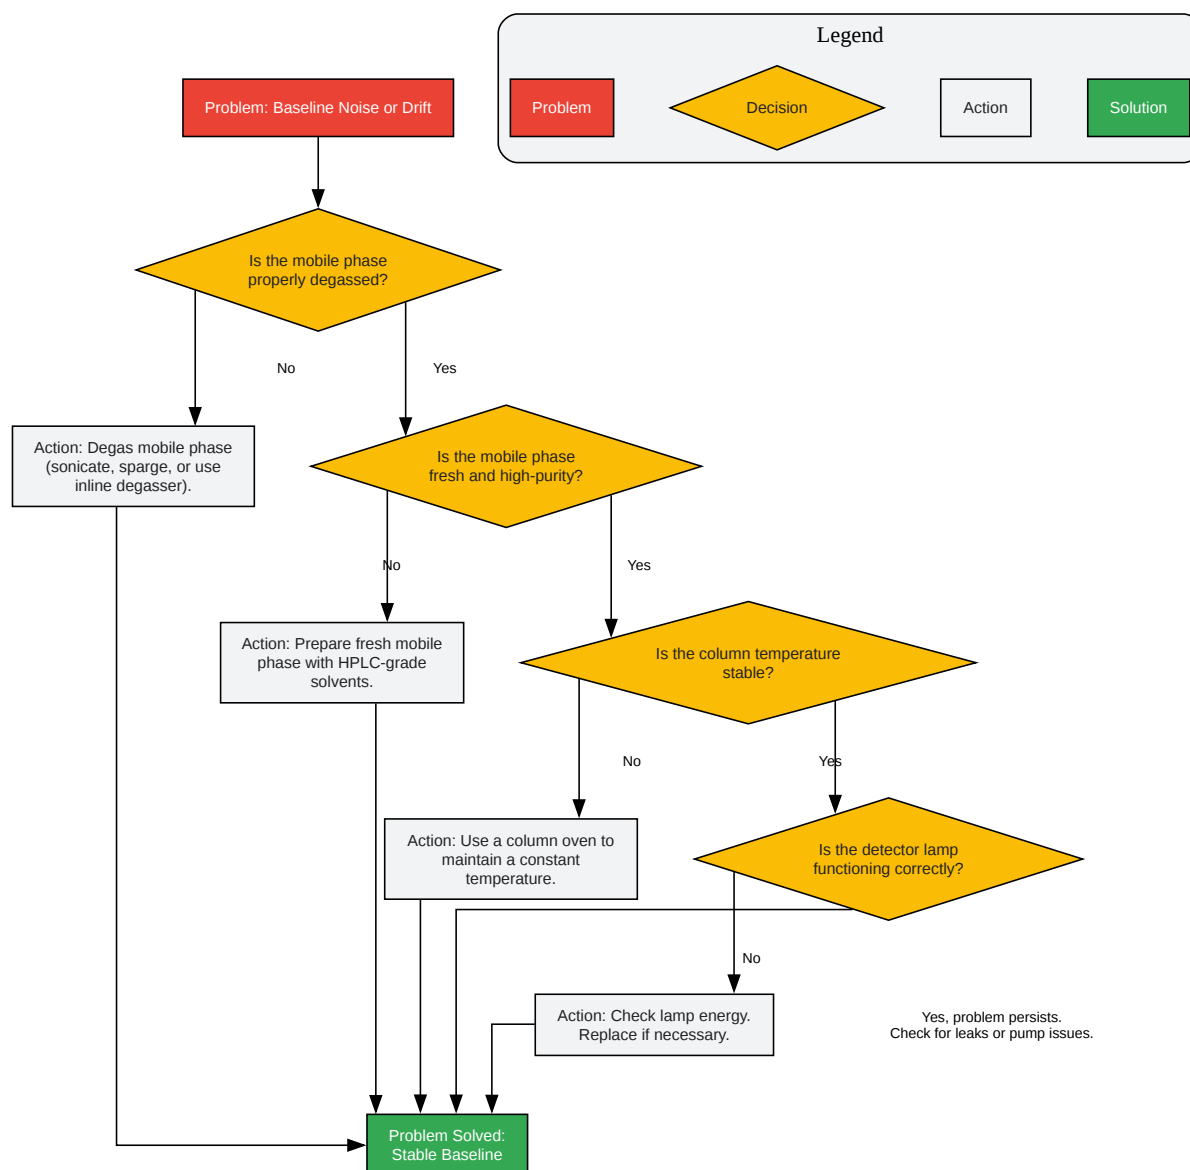 Legend
Problem: Baseline Noise or Drift
Problem
Decision
Action
Solution
Is the mobile phase
properly degassed?
No
Yes
Action: Degas mobile phase
(sonicate, sparge, or use
inline degasser).
Is the mobile phase
fresh and high-purity?
No
Yes
Action: Prepare fresh mobile
phase with HPLC-grade
solvents.
Is the column temperature
stable?
No
Yes
Action: Use a column oven to
maintain a constant
temperature.
Is the detector lamp
functioning correctly?
No
Action: Check lamp energy.
Replace if necessary.
Yes, problem persists.
Check for leaks or pump issues.
Problem Solved:
Stable Baseline